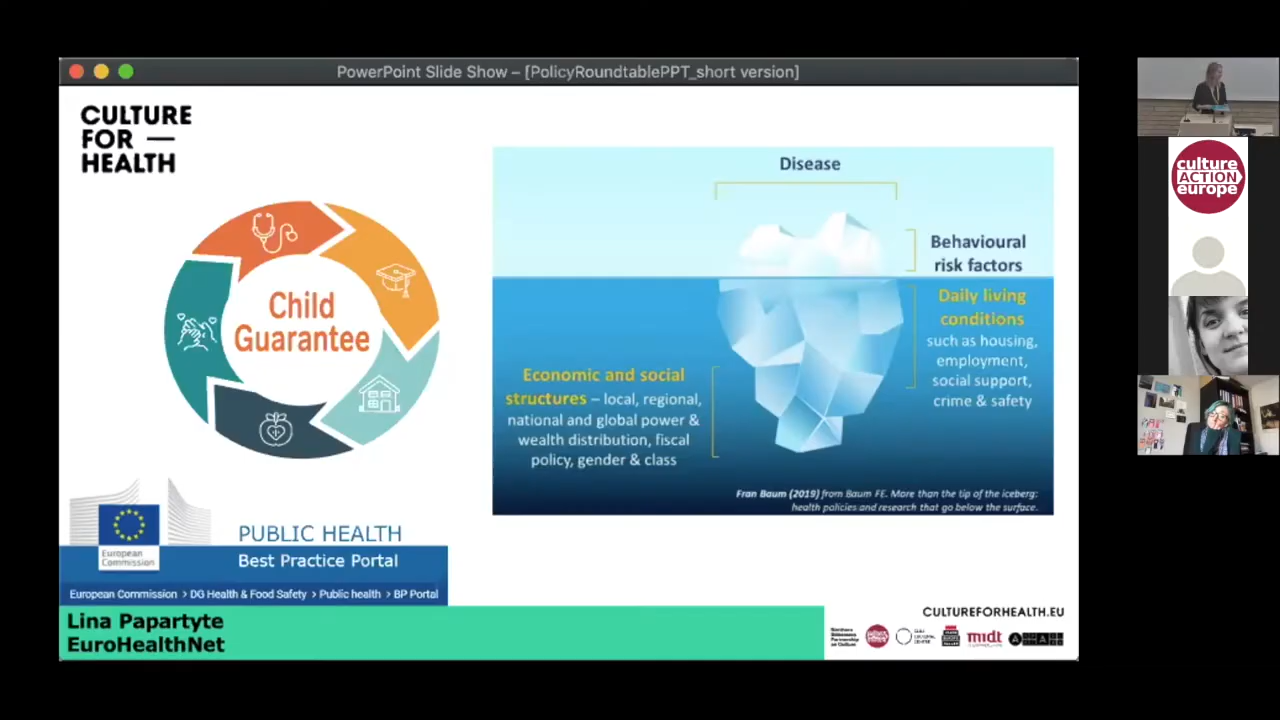 PowerPoint Slide Show – [PolicyRoundtablePPT_short version]
CULTURE
FOR —
HEALTH
Child
Guarantee
Disease
Behavioural
risk factors
Daily living
conditions
such as housing,
employment,
social support,
crime & safety
Economic and social
structures – local, regional,
national and global power &
wealth distribution, fiscal
policy, gender & class
Fran Baum (2019) from Baum FE. More than the tip of the iceberg:
health policies and research that go below the surface.
European
Commission
PUBLIC HEALTH
Best Practice Portal
European Commission > DG Health & Food Safety > Public health > BP Portal
Lina Papartyte
EuroHealthNet
CULTUREFORHEALTH.EU
midt
culture
ACTION
europe